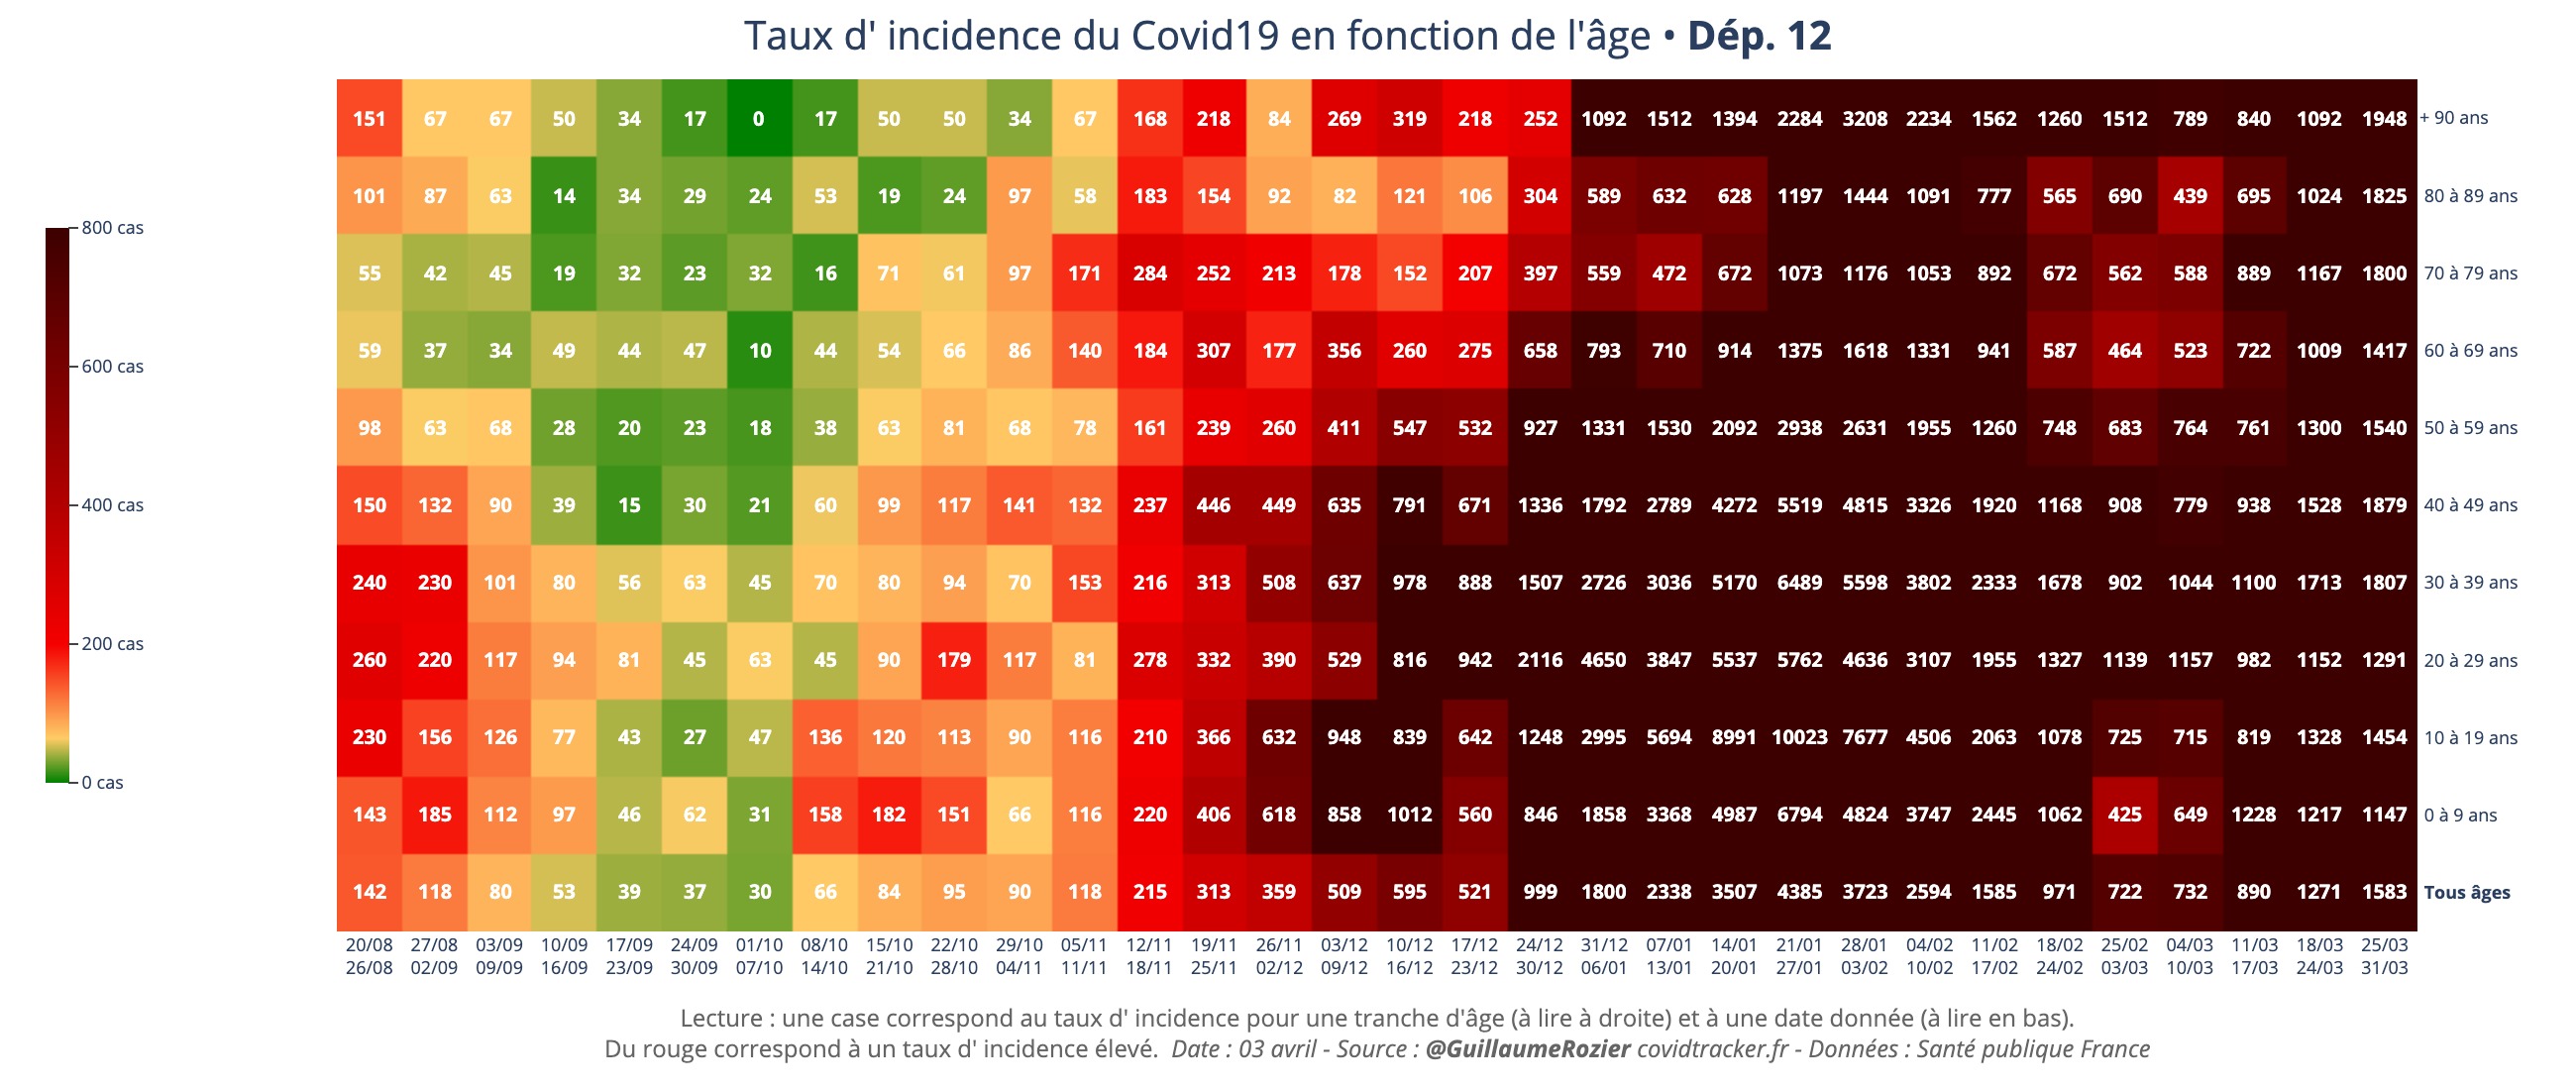 Taux d' incidence du Covid19 en fonction de l'âge • Dép. 12
800 cas
600 cas
400 cas
200 cas
0 cas
151 67 67 50 34 17 0 17 50 50 34 67 168 218 84 269 319 218 252 1092 1512 1394 2284 3208 2234 1562 1260 1512 789 840 1092 1948 + 90 ans
101 87 63 14 34 29 24 53 19 24 97 58 183 154 92 82 121 106 304 589 632 628 1197 1444 1091 777 565 690 439 695 1024 1825 80 à 89 ans
55 42 45 19 32 23 32 16 71 61 97 171 284 252 213 178 152 207 397 559 472 672 1073 1176 1053 892 672 562 588 889 1167 1800 70 à 79 ans
59 37 34 49 44 47 10 44 54 66 86 140 184 307 177 356 260 275 658 793 710 914 1375 1618 1331 941 587 464 523 722 1009 1417 60 à 69 ans
98 63 68 28 20 23 18 38 63 81 68 78 161 239 260 411 547 532 927 1331 1530 2092 2938 2631 1955 1260 748 683 764 761 1300 1540 50 à 59 ans
150 132 90 39 15 30 21 60 99 117 141 132 237 446 449 635 791 671 1336 1792 2789 4272 5519 4815 3326 1920 1168 908 779 938 1528 1879 40 à 49 ans
240 230 101 80 56 63 45 70 80 94 70 153 216 313 508 637 978 888 1507 2726 3036 5170 6489 5598 3802 2333 1678 902 1044 1100 1713 1807 30 à 39 ans
260 220 117 94 81 45 63 45 90 179 117 81 278 332 390 529 816 942 2116 4650 3847 5537 5762 4636 3107 1955 1327 1139 1157 982 1152 1291 20 à 29 ans
230 156 126 77 43 27 47 136 120 113 90 116 210 366 632 948 839 642 1248 2995 5694 8991 10023 7677 4506 2063 1078 725 715 819 1328 1454 10 à 19 ans
143 185 112 97 46 62 31 158 182 151 66 116 220 406 618 858 1012 560 846 1858 3368 4987 6794 4824 3747 2445 1062 425 649 1228 1217 1147 0 à 9 ans
142 118 80 53 39 37 30 66 84 95 90 118 215 313 359 509 595 521 999 1800 2338 3507 4385 3723 2594 1585 971 722 732 890 1271 1583 Tous âges
20/08 27/08 03/09 10/09 17/09 24/09 01/10 08/10 15/10 22/10 29/10 05/11 12/11 19/11 26/11 03/12 10/12 17/12 24/12 31/12 07/01 14/01 21/01 28/01 04/02 11/02 18/02 25/02 04/03 11/03 18/03 25/03
26/08 02/09 09/09 16/09 23/09 30/09 07/10 14/10 21/10 28/10 04/11 11/11 18/11 25/11 02/12 09/12 16/12 23/12 30/12 06/01 13/01 20/01 27/01 03/02 10/02 17/02 24/02 03/03 10/03 17/03 24/03 31/03
Lecture : une case correspond au taux d' incidence pour une tranche d'âge (à lire à droite) et à une date donnée (à lire en bas).
Du rouge correspond à un taux d' incidence élevé. Date : 03 avril - Source : @GuillaumeRozier covidtracker.fr - Données : Santé publique France